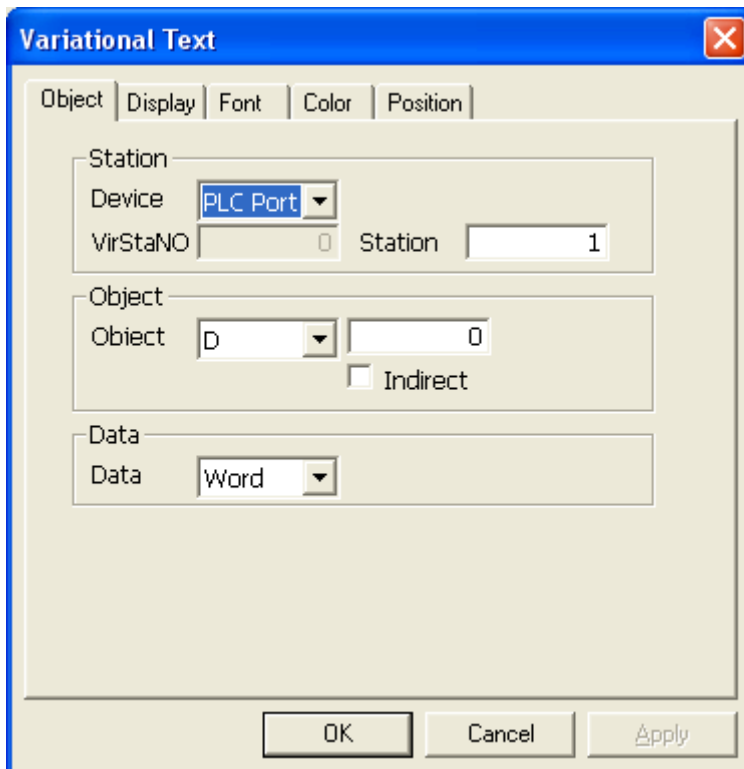 Variational Text
Object Display Font Color Position
Station
Device PLC Port
VirStaNO 0 Station 1
Object
Object D 0
Indirect
Data
Data Word
OK Cancel Apply